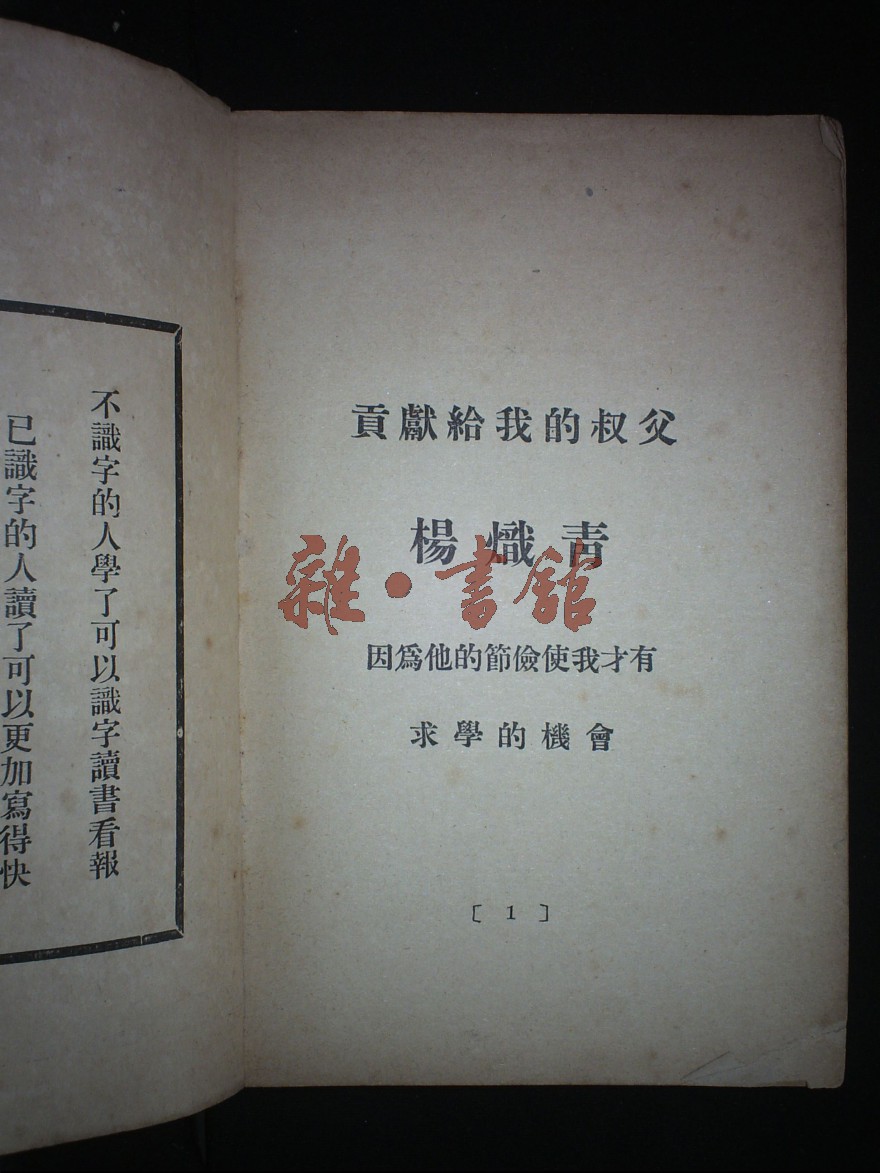 不識字的人學了可以識字讀書看報
已識字的人讀了可以更加寫得快
貢獻給我的叔父
楊熾青
因爲他的節儉使我才有
求學的機會
[ 1 ]
雜·書館